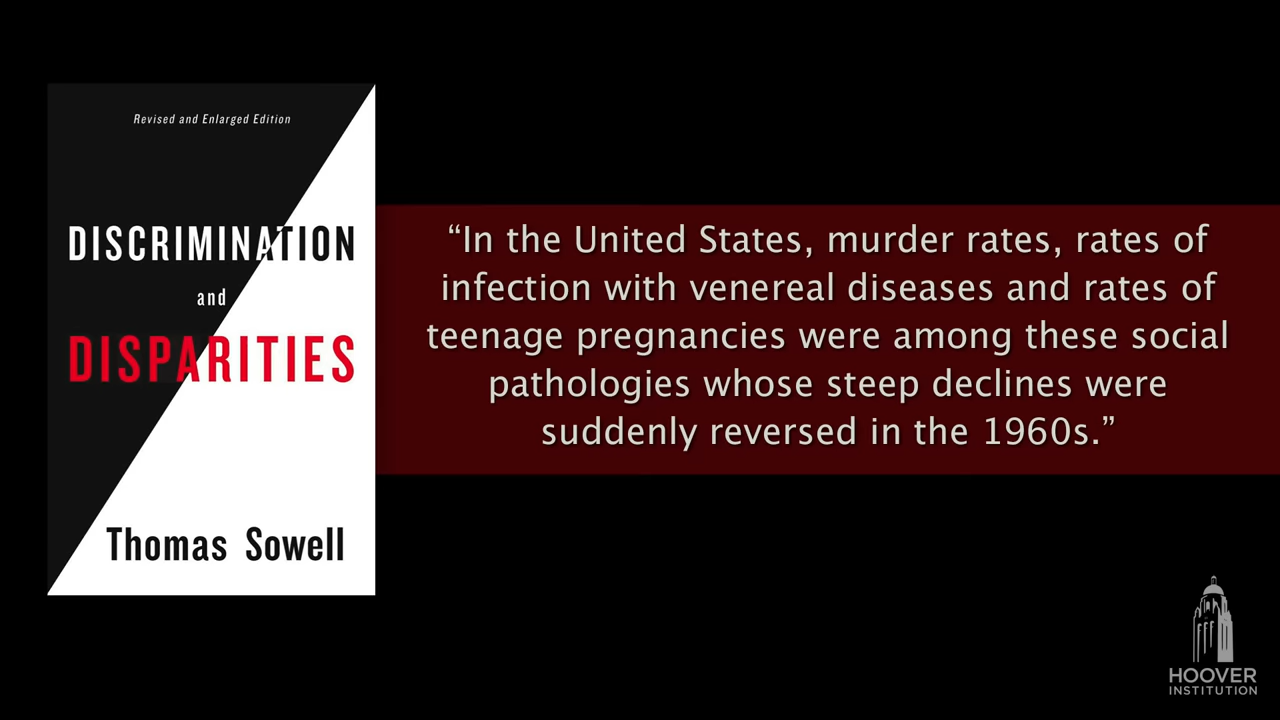 Revised and Enlarged Edition
DISCRIMINATION
and
DISPARITIES
Thomas Sowell
“In the United States, murder rates, rates of
infection with venereal diseases and rates of
teenage pregnancies were among these social
pathologies whose steep declines were
suddenly reversed in the 1960s.”
HOOVER
INSTITUTION